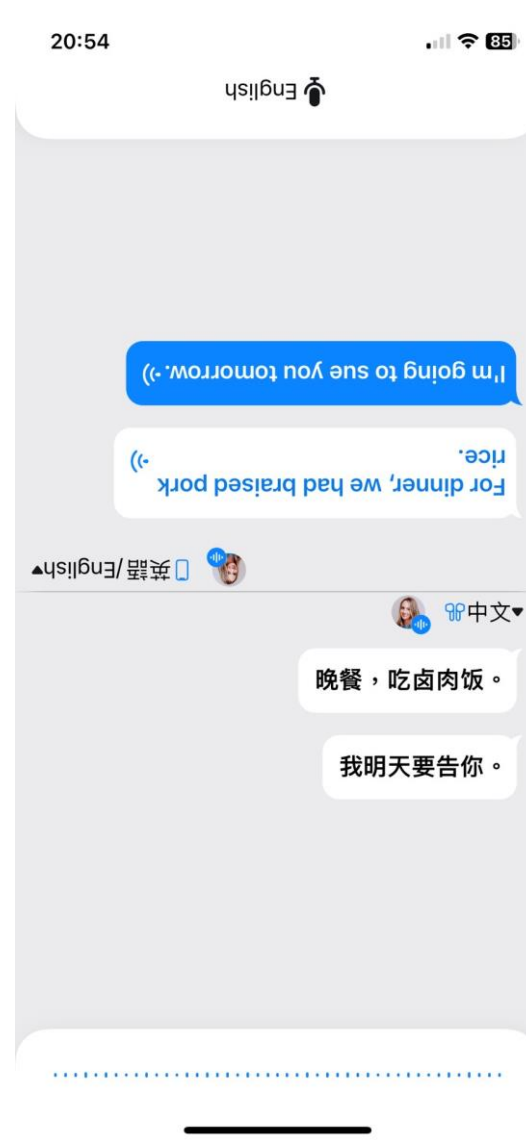 20:54
85
English
I'm going to sue you tomorrow.
For dinner, we had braised pork
rice.
英語/English
中文
晚餐，吃卤肉饭。
我明天要告你。